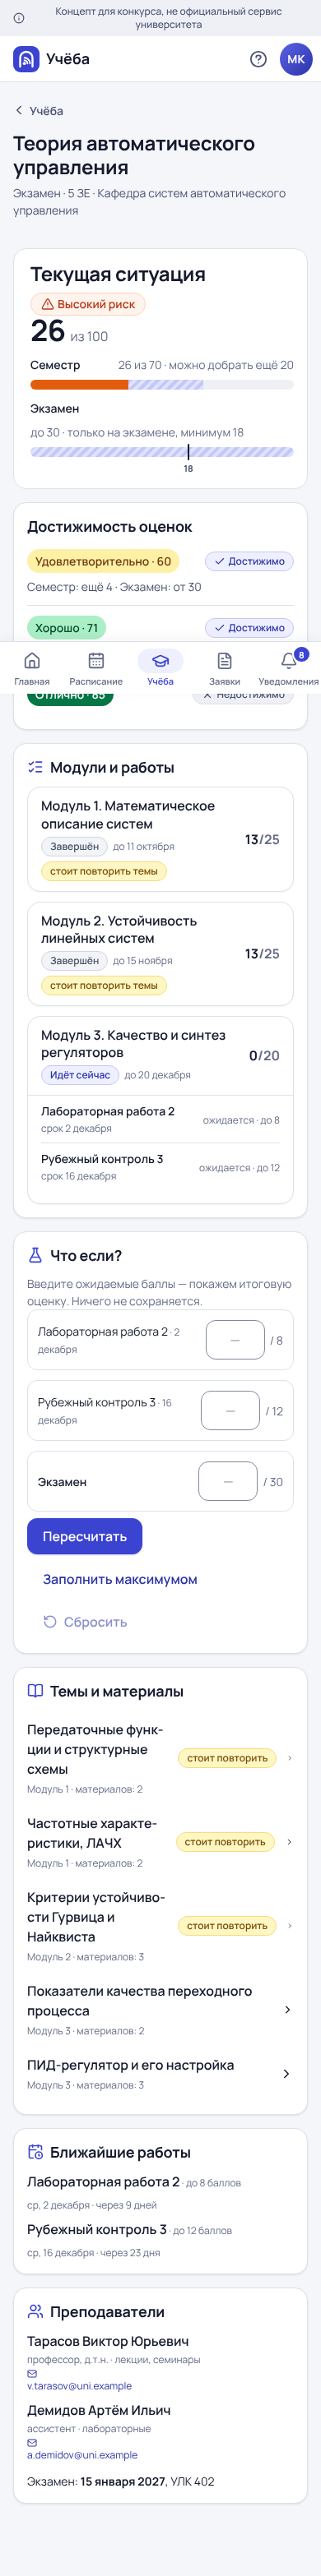 Концепт для конкурса, не официальный сервис
университета
Учёба
МК
Учёба
Теория автоматического
управления
Экзамен · 5 ЗЕ · Кафедра систем автоматического
управления
Текущая ситуация
Высокий риск
26 из 100
Семестр 26 из 70 · можно добрать ещё 20
Экзамен
до 30 · только на экзамене, минимум 18
18
Достижимость оценок
Удовлетворительно · 60 Достижимо
Семестр: ещё 4 · Экзамен: от 30
Хорошо · 71 Достижимо
Главная Расписание Учёба Заявки Уведомления 8
Отлично · 85 Недостижимо
Модули и работы
Модуль 1. Математическое
описание систем
13/25
Завершён до 11 октября
стоит повторить темы
Модуль 2. Устойчивость
линейных систем
13/25
Завершён до 15 ноября
стоит повторить темы
Модуль 3. Качество и синтез
регуляторов
0/20
Идёт сейчас до 20 декабря
Лабораторная работа 2
срок 2 декабря
ожидается · до 8
Рубежный контроль 3
срок 16 декабря
ожидается · до 12
Что если?
Введите ожидаемые баллы — покажем итоговую
оценку. Ничего не сохраняется.
Лабораторная работа 2 · 2
декабря
— / 8
Рубежный контроль 3 · 16
декабря
— / 12
Экзамен — / 30
Пересчитать
Заполнить максимумом
Сбросить
Темы и материалы
Передаточные функ-
ции и структурные
схемы
Модуль 1 · материалов: 2
стоит повторить
Частотные характе-
ристики, ЛАЧХ
Модуль 1 · материалов: 2
стоит повторить
Критерии устойчиво-
сти Гурвица и
Найквиста
Модуль 2 · материалов: 3
стоит повторить
Показатели качества переходного
процесса
Модуль 3 · материалов: 2
ПИД-регулятор и его настройка
Модуль 3 · материалов: 3
Ближайшие работы
Лабораторная работа 2 · до 8 баллов
ср, 2 декабря · через 9 дней
Рубежный контроль 3 · до 12 баллов
ср, 16 декабря · через 23 дня
Преподаватели
Тарасов Виктор Юрьевич
профессор, д.т.н. · лекции, семинары
v.tarasov@uni.example
Демидов Артём Ильич
ассистент · лабораторные
a.demidov@uni.example
Экзамен: 15 января 2027, УЛК 402